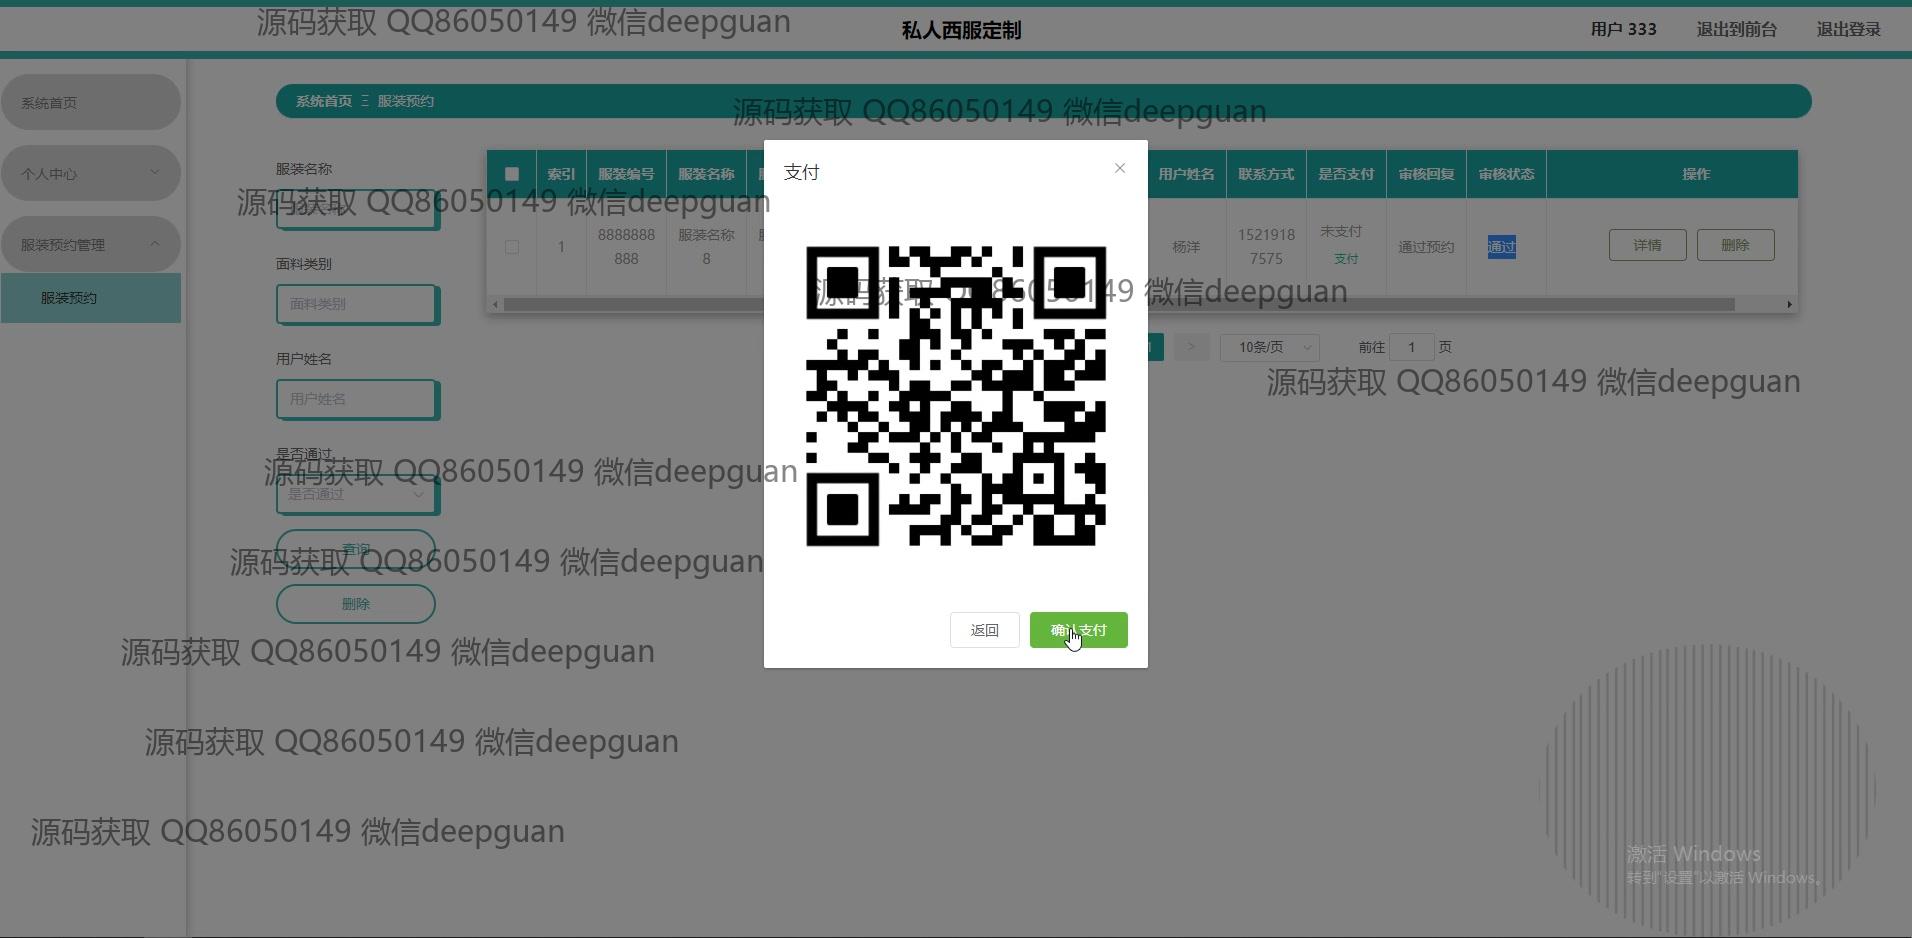 源码获取 QQ86050149 微信deepguan
私人西服定制
用户 333
退出到前台
退出登录
系统首页
个人中心
服装预约管理
服装预约
系统首页 服装预约
源码获取 QQ86050149 微信deepguan
服装名称
源码获取 QQ86050149 微信deepguan
面料类别
面料类别
用户姓名
用户姓名
是否通过
源码获取 QQ86050149 微信deepguan
是否通过
查询
源码获取 QQ86050149 微信deepguan
删除
索引 服装编号 服装名称 用户姓名 联系方式 是否支付 审核回复 审核状态 操作
1 8888888888 服装名称8 杨洋 15219187575 未支付 支付 通过预约 通过 详情 删除
源码获取 QQ86050149 微信deepguan
1 > 10条/页 前往 1 页
源码获取 QQ86050149 微信deepguan
支付
返回
确认支付
源码获取 QQ86050149 微信deepguan
源码获取 QQ86050149 微信deepguan
源码获取 QQ86050149 微信deepguan
激活 Windows
转到"设置"以激活 Windows。